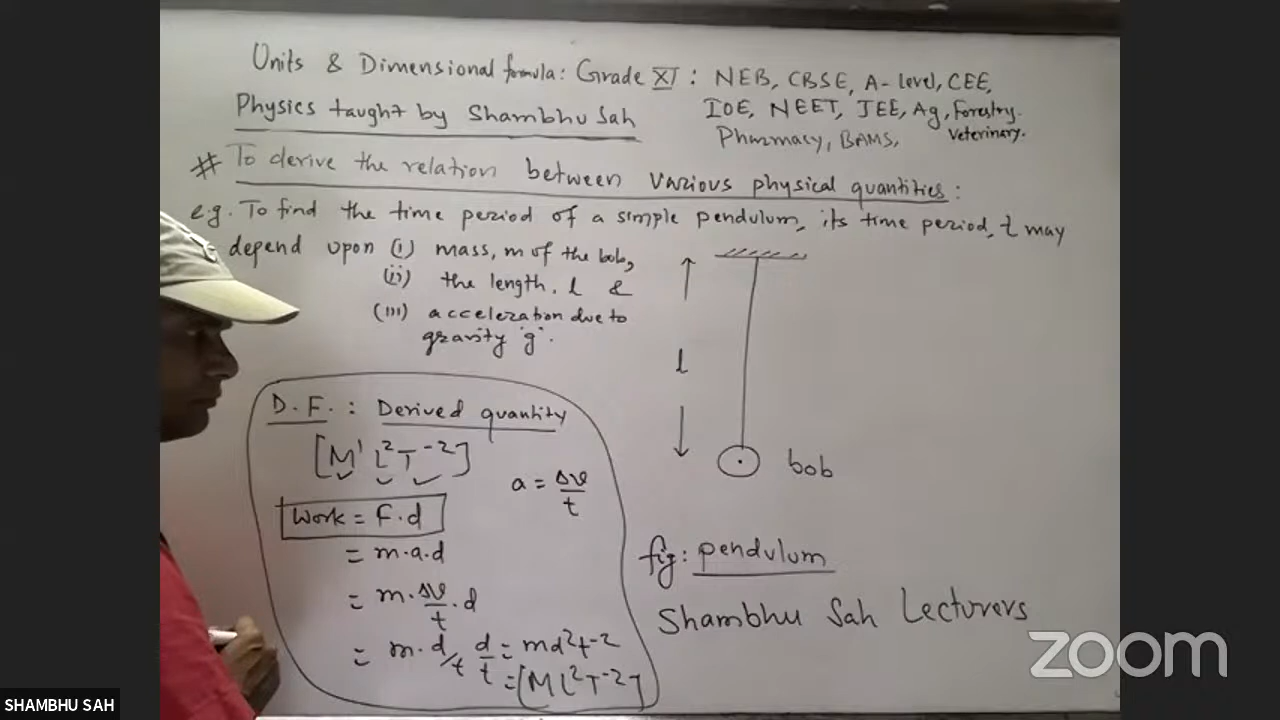 Units & Dimensional formula: Grade XI: NEB, CBSE, A-level, CEE,
Physics taught by Shambhu Sah
IOE, NEET, JEE, Ag, Forestry.
Pharmacy, BAMS, Veterinary.
# To derive the relation between various physical quantities:
e.g. To find the time period of a simple pendulum, its time period, t may
depend upon (i) mass, m of the bob,
(ii) the length, l &
(iii) acceleration due to
gravity 'g'.
l
bob
D.F.: Derived quantity
[M¹ L² T⁻²]
a = Δv/t
Work = F.d
= m.a.d
= m. Δv/t . d
= m. d/t d/t = md²t⁻²
= [ML²T⁻²]
fig: pendulum
Shambhu Sah Lecturers
zoom
SHAMBHU SAH